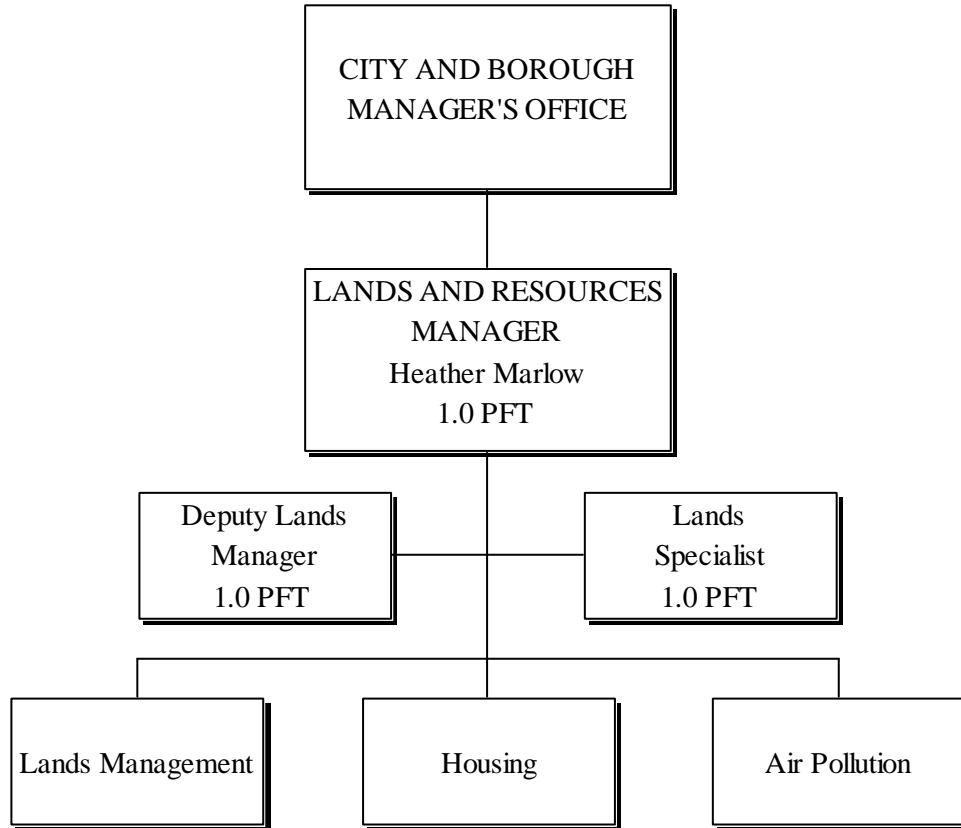 CITY AND BOROUGH
MANAGER'S OFFICE
LANDS AND RESOURCES
MANAGER
Heather Marlow
1.0 PFT
Deputy Lands
Manager
1.0 PFT
Lands
Specialist
1.0 PFT
Lands Management
Housing
Air Pollution